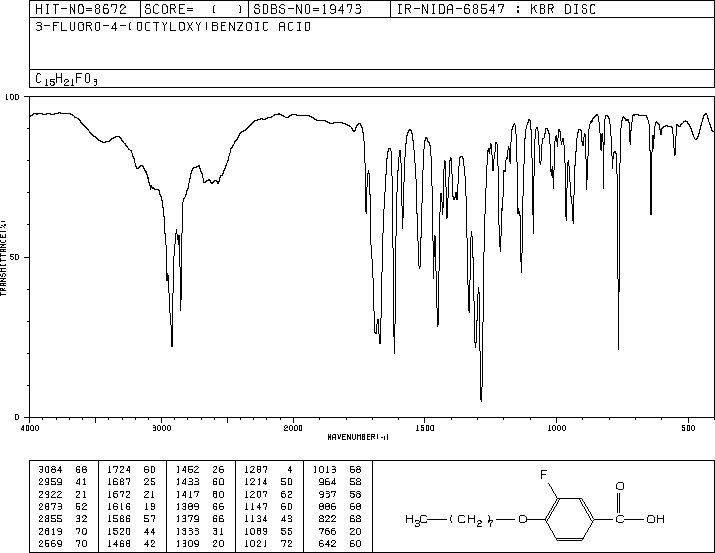 HIT-NO=8672 SCORE= ( ) SDBS-NO=19473 IR-NIDA-68547 : KBR DISC
3-FLUORO-4-(OCTYLOXY)BENZOIC ACID
C15H21FO3
100
50
0
TRANSMITTANCE(%)
4000 3000 2000 1500 1000 500
WAVENUMBER(-1)
3084 68 1724 60 1452 26 1287 4 1013 58
2959 41 1687 25 1433 60 1214 50 964 58
2922 21 1672 21 1417 80 1207 62 937 58
2873 52 1616 19 1389 66 1147 60 886 68
2855 32 1586 57 1379 66 1134 43 822 68
2819 70 1520 44 1333 31 1089 55 766 20
2569 70 1468 42 1309 20 1021 72 642 60
F
O
H3C (CH2)7 O C OH